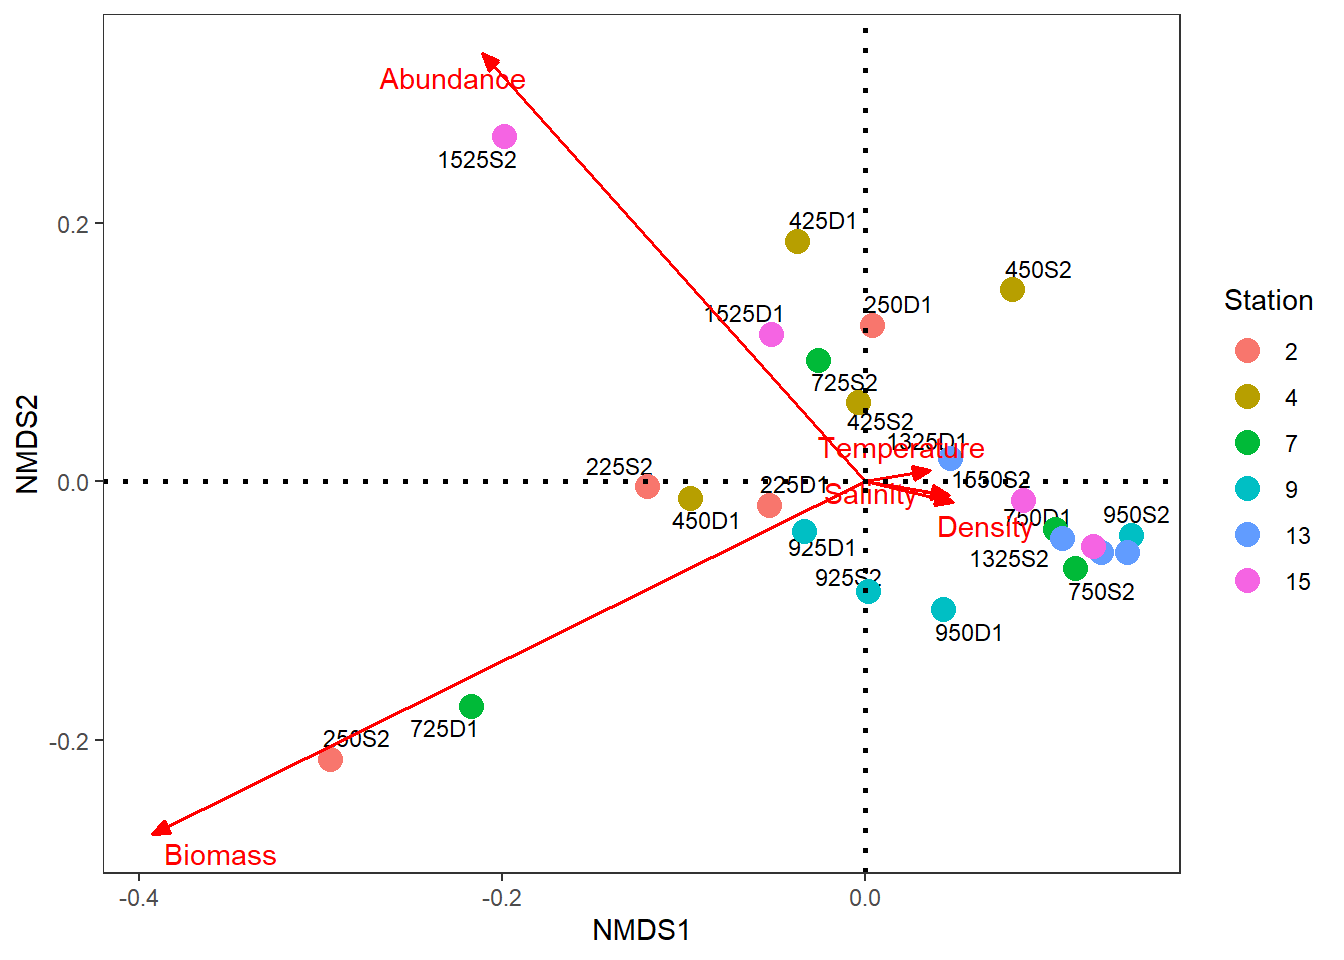 Abundance
1525S2
0.2
425D1
450S2
250D1
1525D1
725S2
425S2
1325D1
Temperature
225S2
1550S2
0.0
225D1
Salinity
450D1
750D1
950S2
Density
925D1
1325S2
925S2
750S2
950D1
725D1
250S2
-0.2
Biomass
-0.4
-0.2
0.0
NMDS1
NMDS2
Station
2
4
7
9
13
15